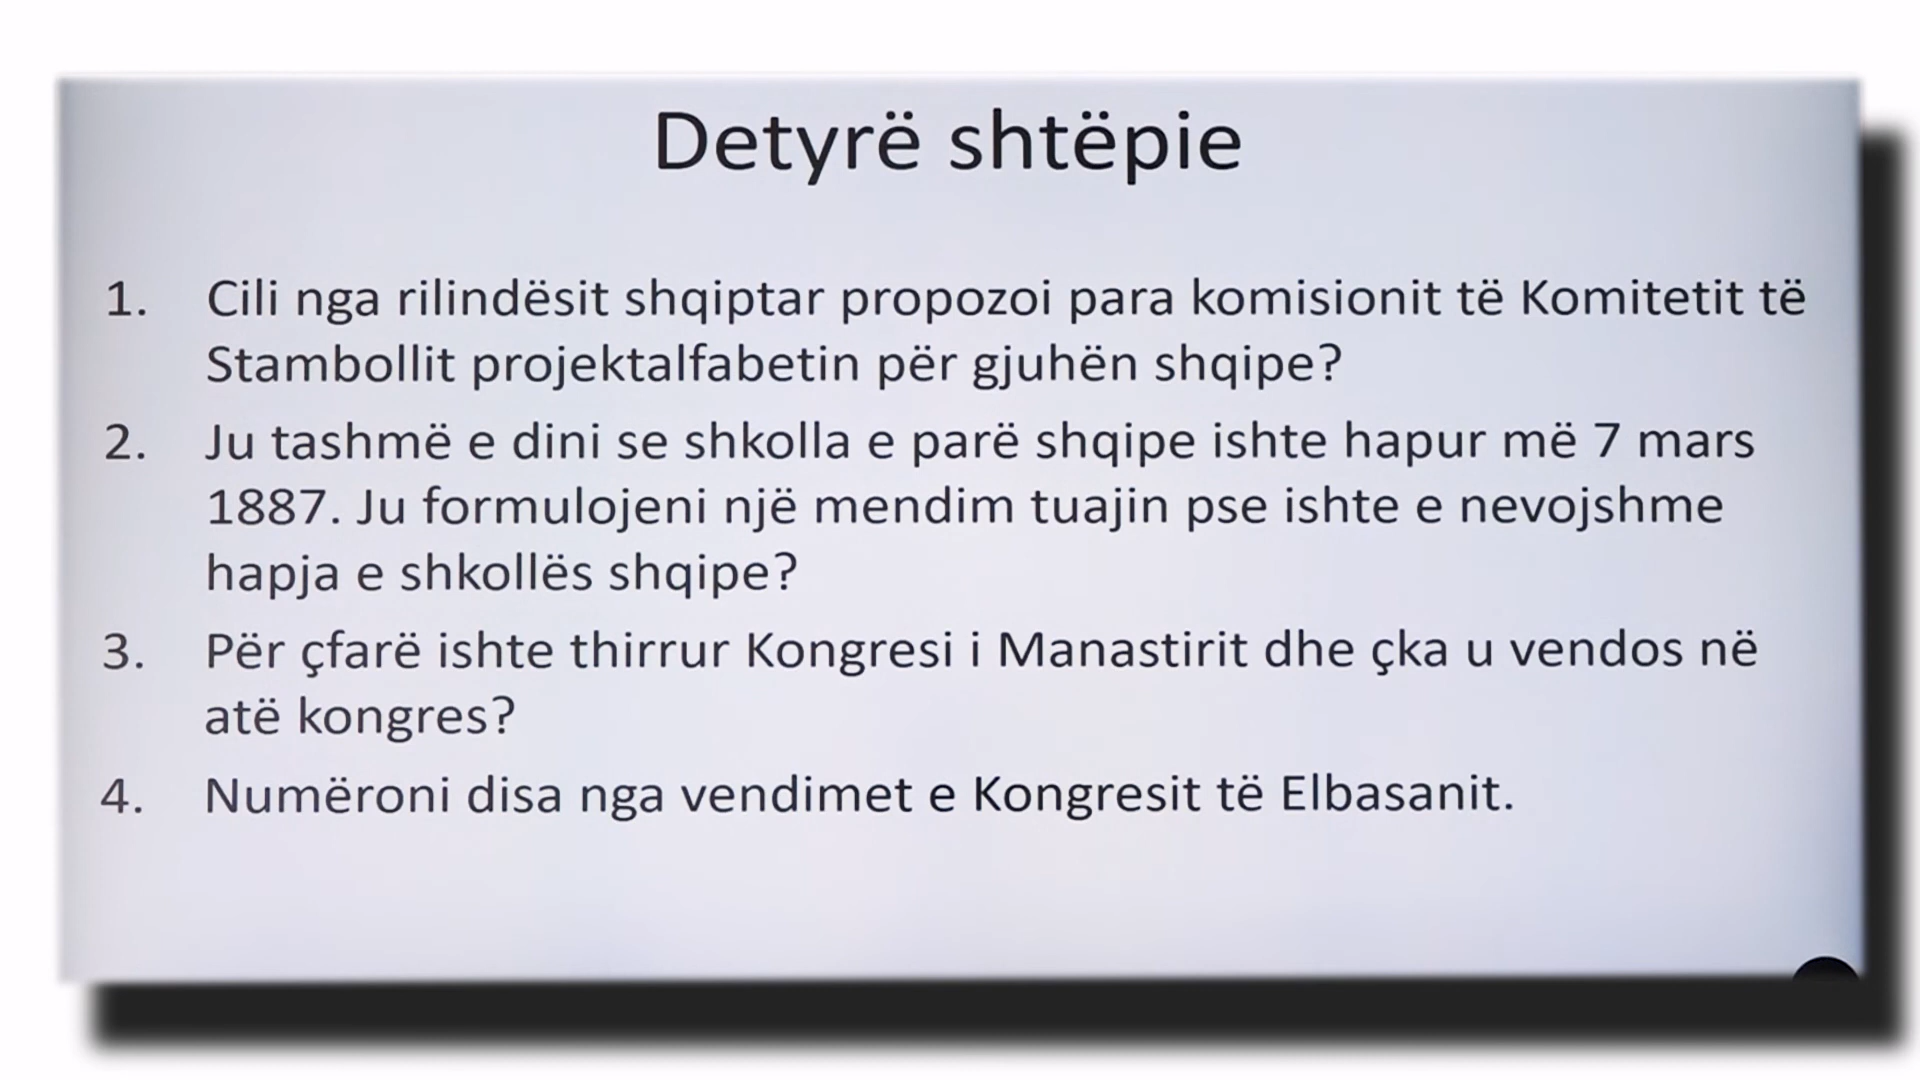 Detyrë shtëpie
1. Cili nga rilindësit shqiptar propozoi para komisionit të Komitetit të
Stambollit projektalfabetin për gjuhën shqipe?
2. Ju tashmë e dini se shkolla e parë shqipe ishte hapur më 7 mars
1887. Ju formulojeni një mendim tuajin pse ishte e nevojshme
hapja e shkollës shqipe?
3. Për çfarë ishte thirrur Kongresi i Manastirit dhe çka u vendos në
atë kongres?
4. Numëroni disa nga vendimet e Kongresit të Elbasanit.